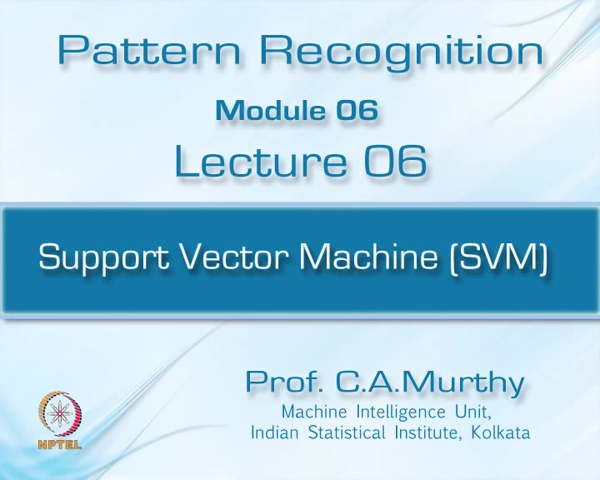 Pattern Recognition
Module 06
Lecture 06
Support Vector Machine (SVM)
Prof. C.A.Murthy
Machine Intelligence Unit,
Indian Statistical Institute, Kolkata
NPTEL